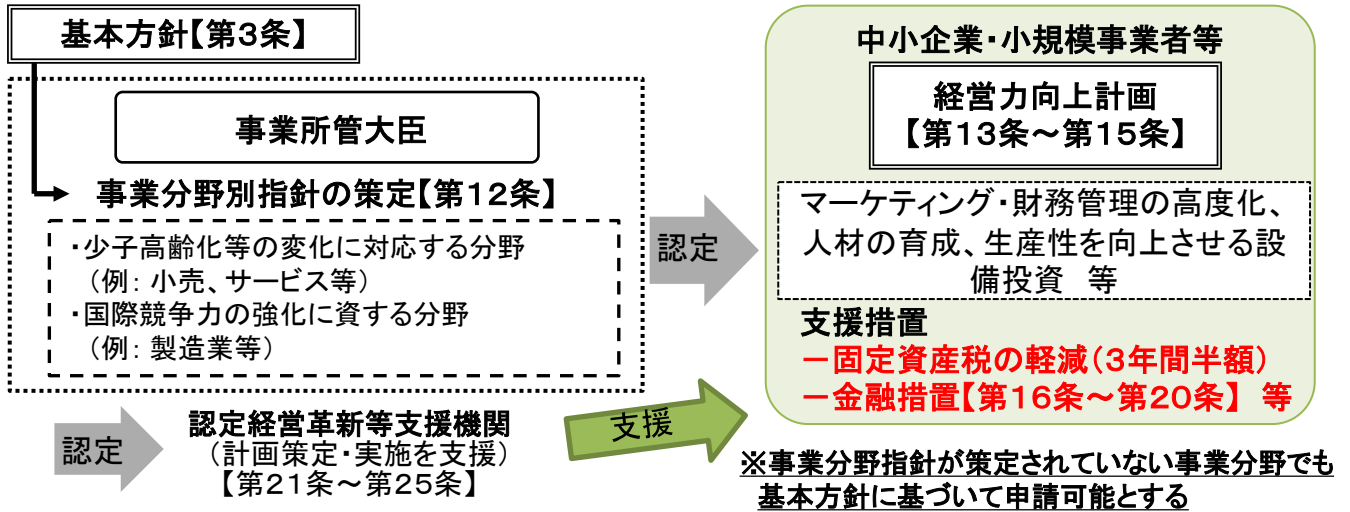 基本方針【第3条】
事業所管大臣
事業分野別指針の策定【第12条】
・少子高齢化等の変化に対応する分野
（例：小売、サービス等）
・国際競争力の強化に資する分野
（例：製造業等）
認定
認定経営革新等支援機関
（計画策定・実施を支援）
【第21条～第25条】
認定
支援
中小企業・小規模事業者等
経営力向上計画
【第13条～第15条】
マーケティング・財務管理の高度化、
人材の育成、生産性を向上させる設
備投資　等
支援措置
－固定資産税の軽減（3年間半額）
－金融措置【第16条～第20条】 等
※事業分野指針が策定されていない事業分野でも
基本方針に基づいて申請可能とする